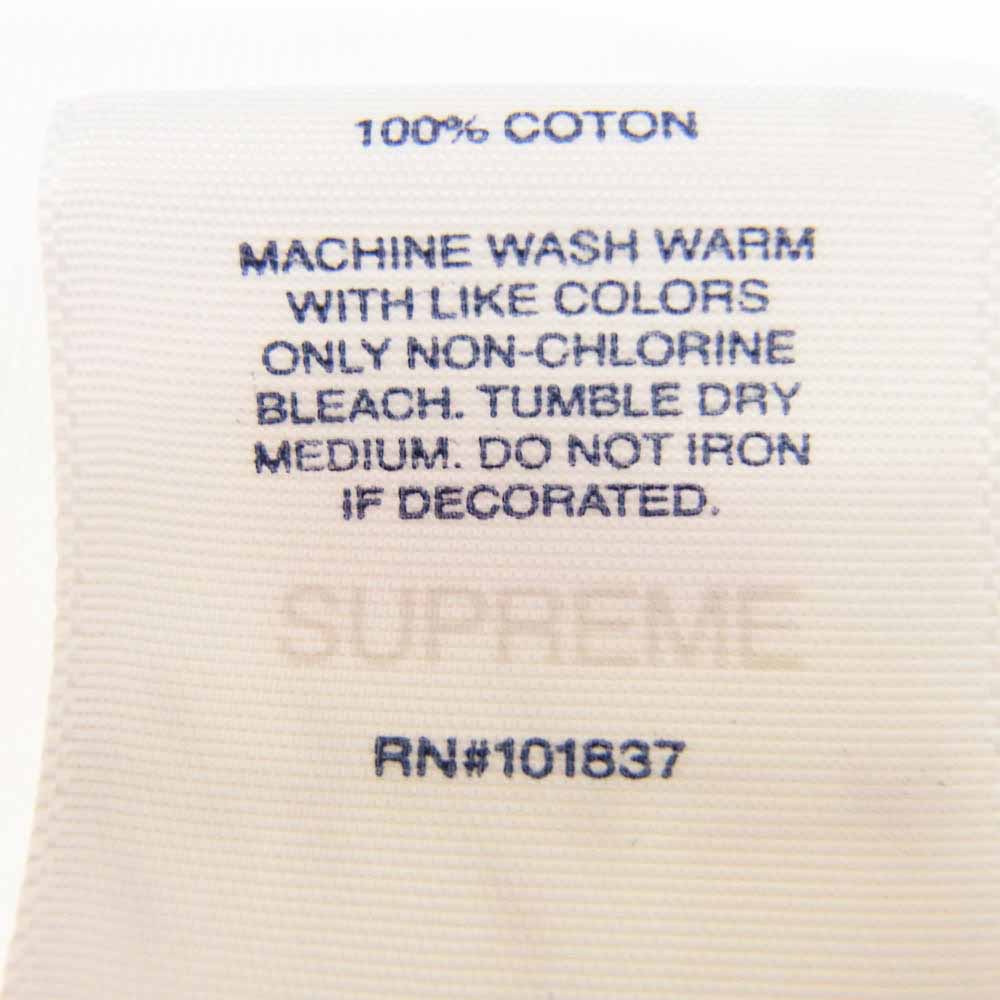 100% COTON
MACHINE WASH WARM
WITH LIKE COLORS
ONLY NON-CHLORINE
BLEACH. TUMBLE DRY
MEDIUM. DO NOT IRON
IF DECORATED.
SUPREME
RN#101837